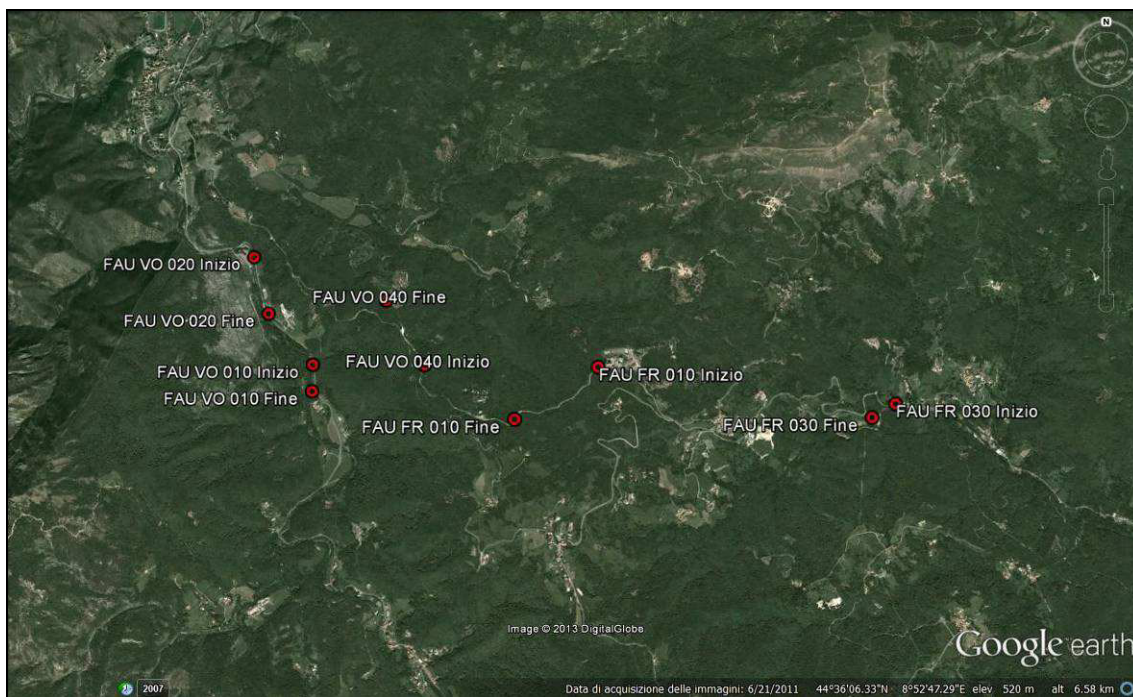 N
FAU VO 020 Inizio
FAU VO 040 Fine
FAU VO 020 Fine
FAU VO 010 Inizio
FAU VO 040 Inizio
FAU FR 010 Inizio
FAU VO 010 Fine
FAU FR 010 Fine
FAU FR 030 Fine
FAU FR 030 Inizio
Image © 2013 DigitalGlobe
Google earth
2007
Data di acquisizione delle immagini: 6/21/2011 44°36'06.33"N 8°52'47.29"E elev 520 m alt 6.58 km